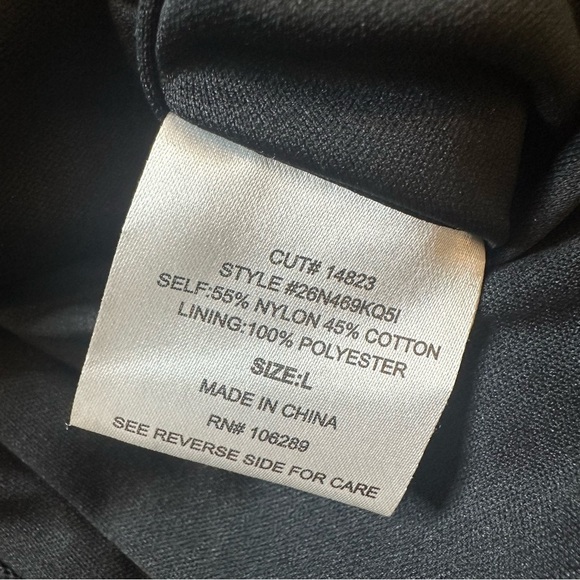 CUT# 14823
STYLE #26N469KQ5I
SELF:55% NYLON 45% COTTON
LINING:100% POLYESTER
SIZE:L
MADE IN CHINA
RN# 106289
SEE REVERSE SIDE FOR CARE